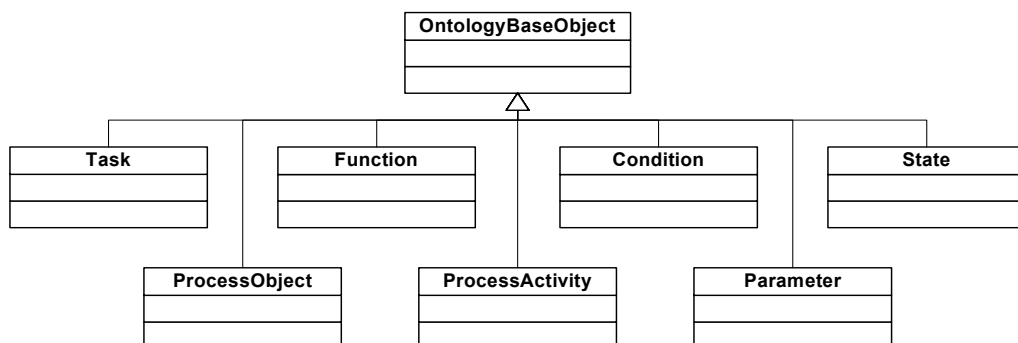 OntologyBaseObject
Task
Function
Condition
State
ProcessObject
ProcessActivity
Parameter